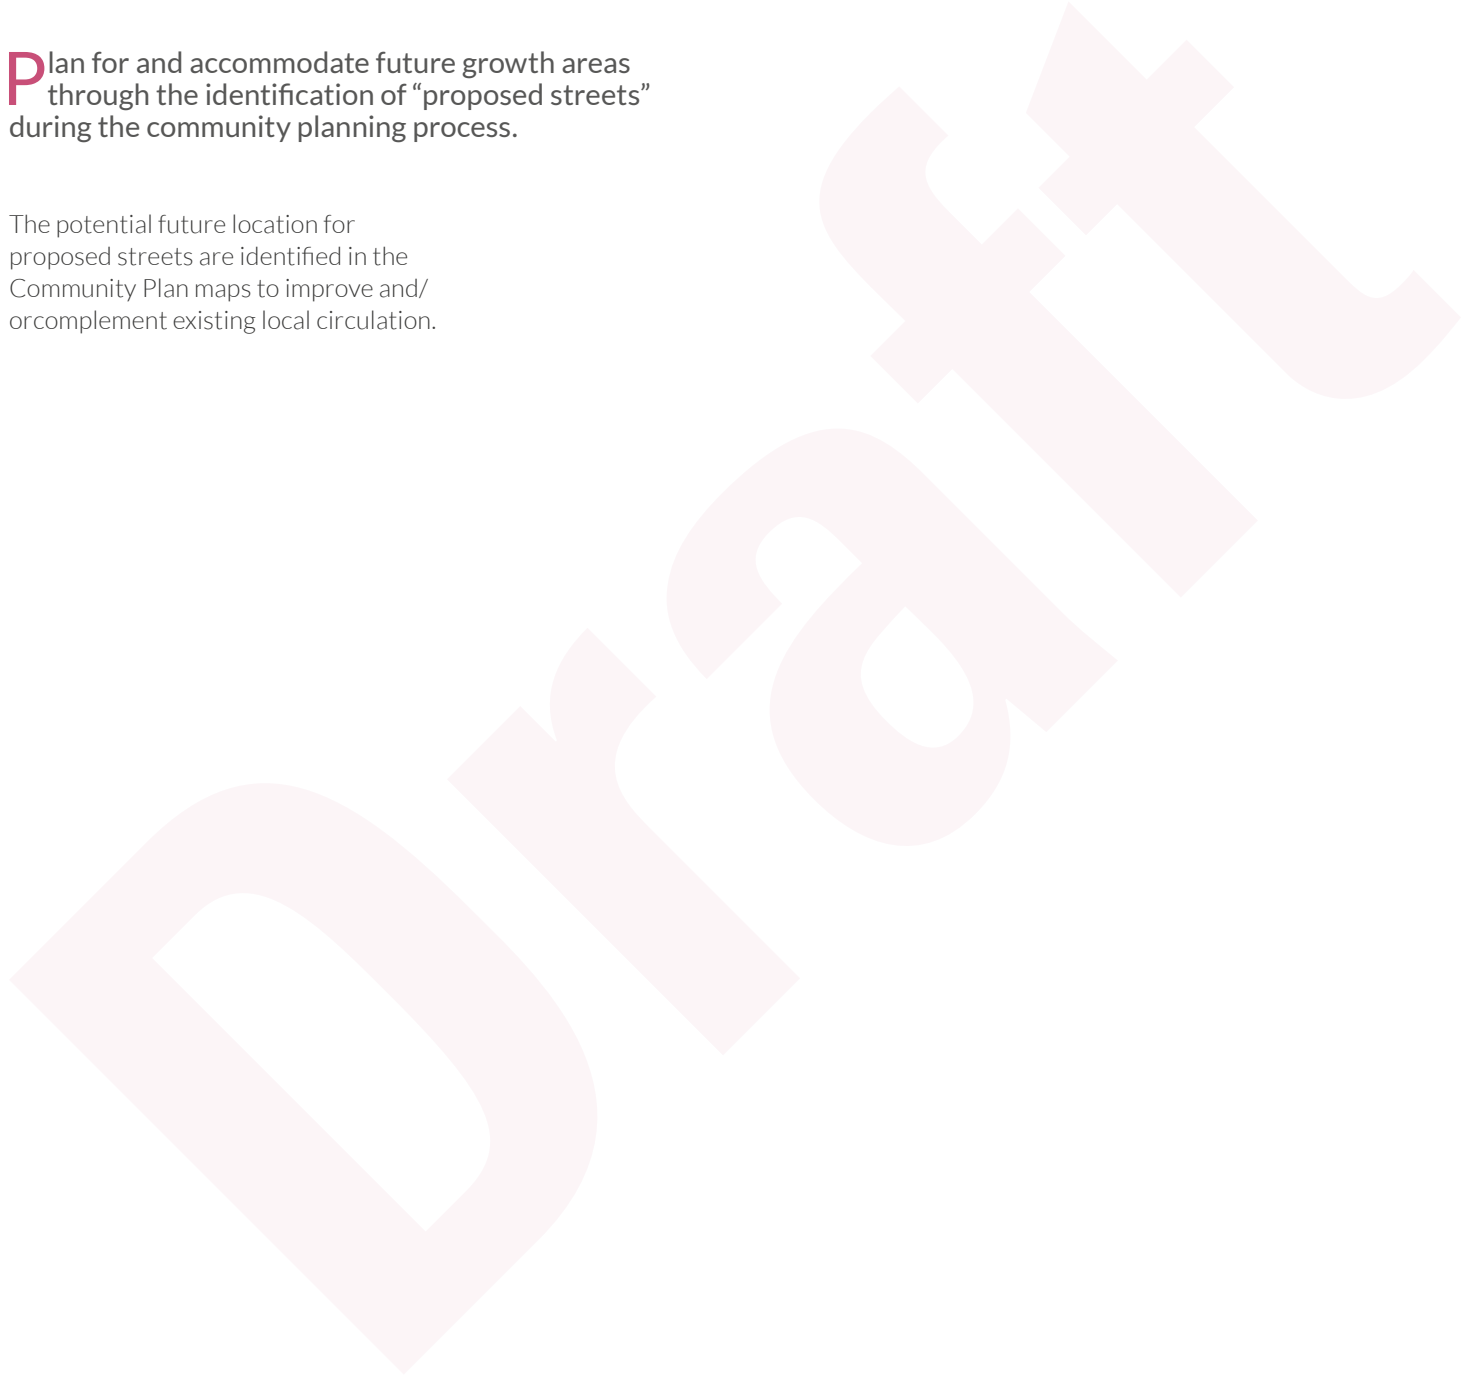 Plan for and accommodate future growth areas
through the identification of “proposed streets”
during the community planning process.
The potential future location for
proposed streets are identified in the
Community Plan maps to improve and/
orcomplement existing local circulation.
Draft